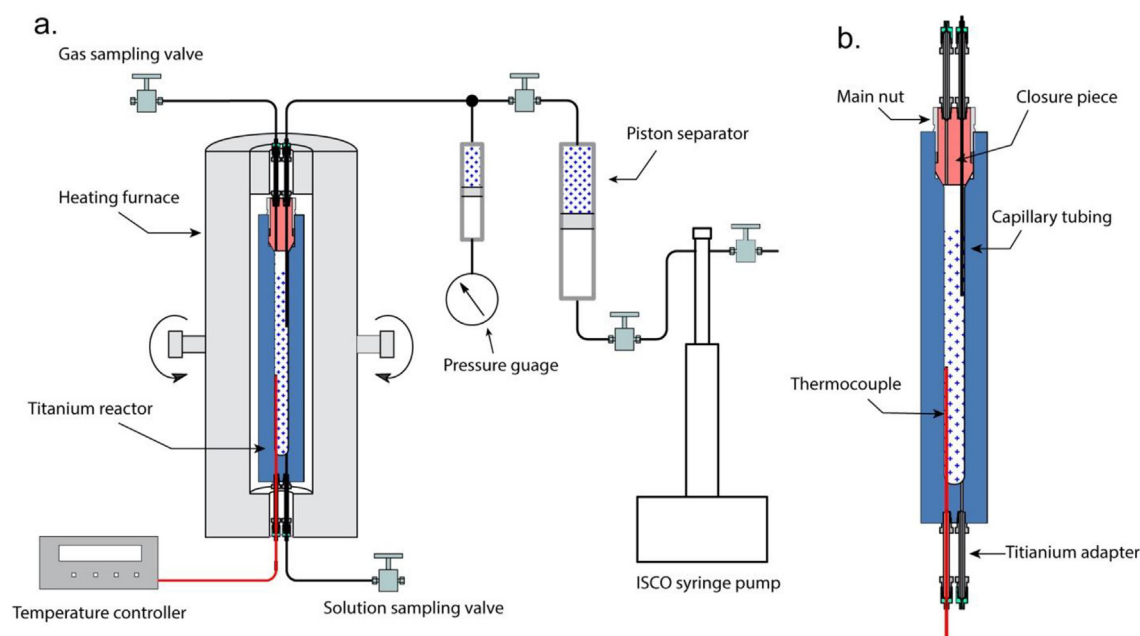 a.
Gas sampling valve
Heating furnace
Titanium reactor
Temperature controller
Solution sampling valve
Piston separator
Pressure guage
ISCO syringe pump
b.
Main nut
Closure piece
Capillary tubing
Thermocouple
Titianium adapter